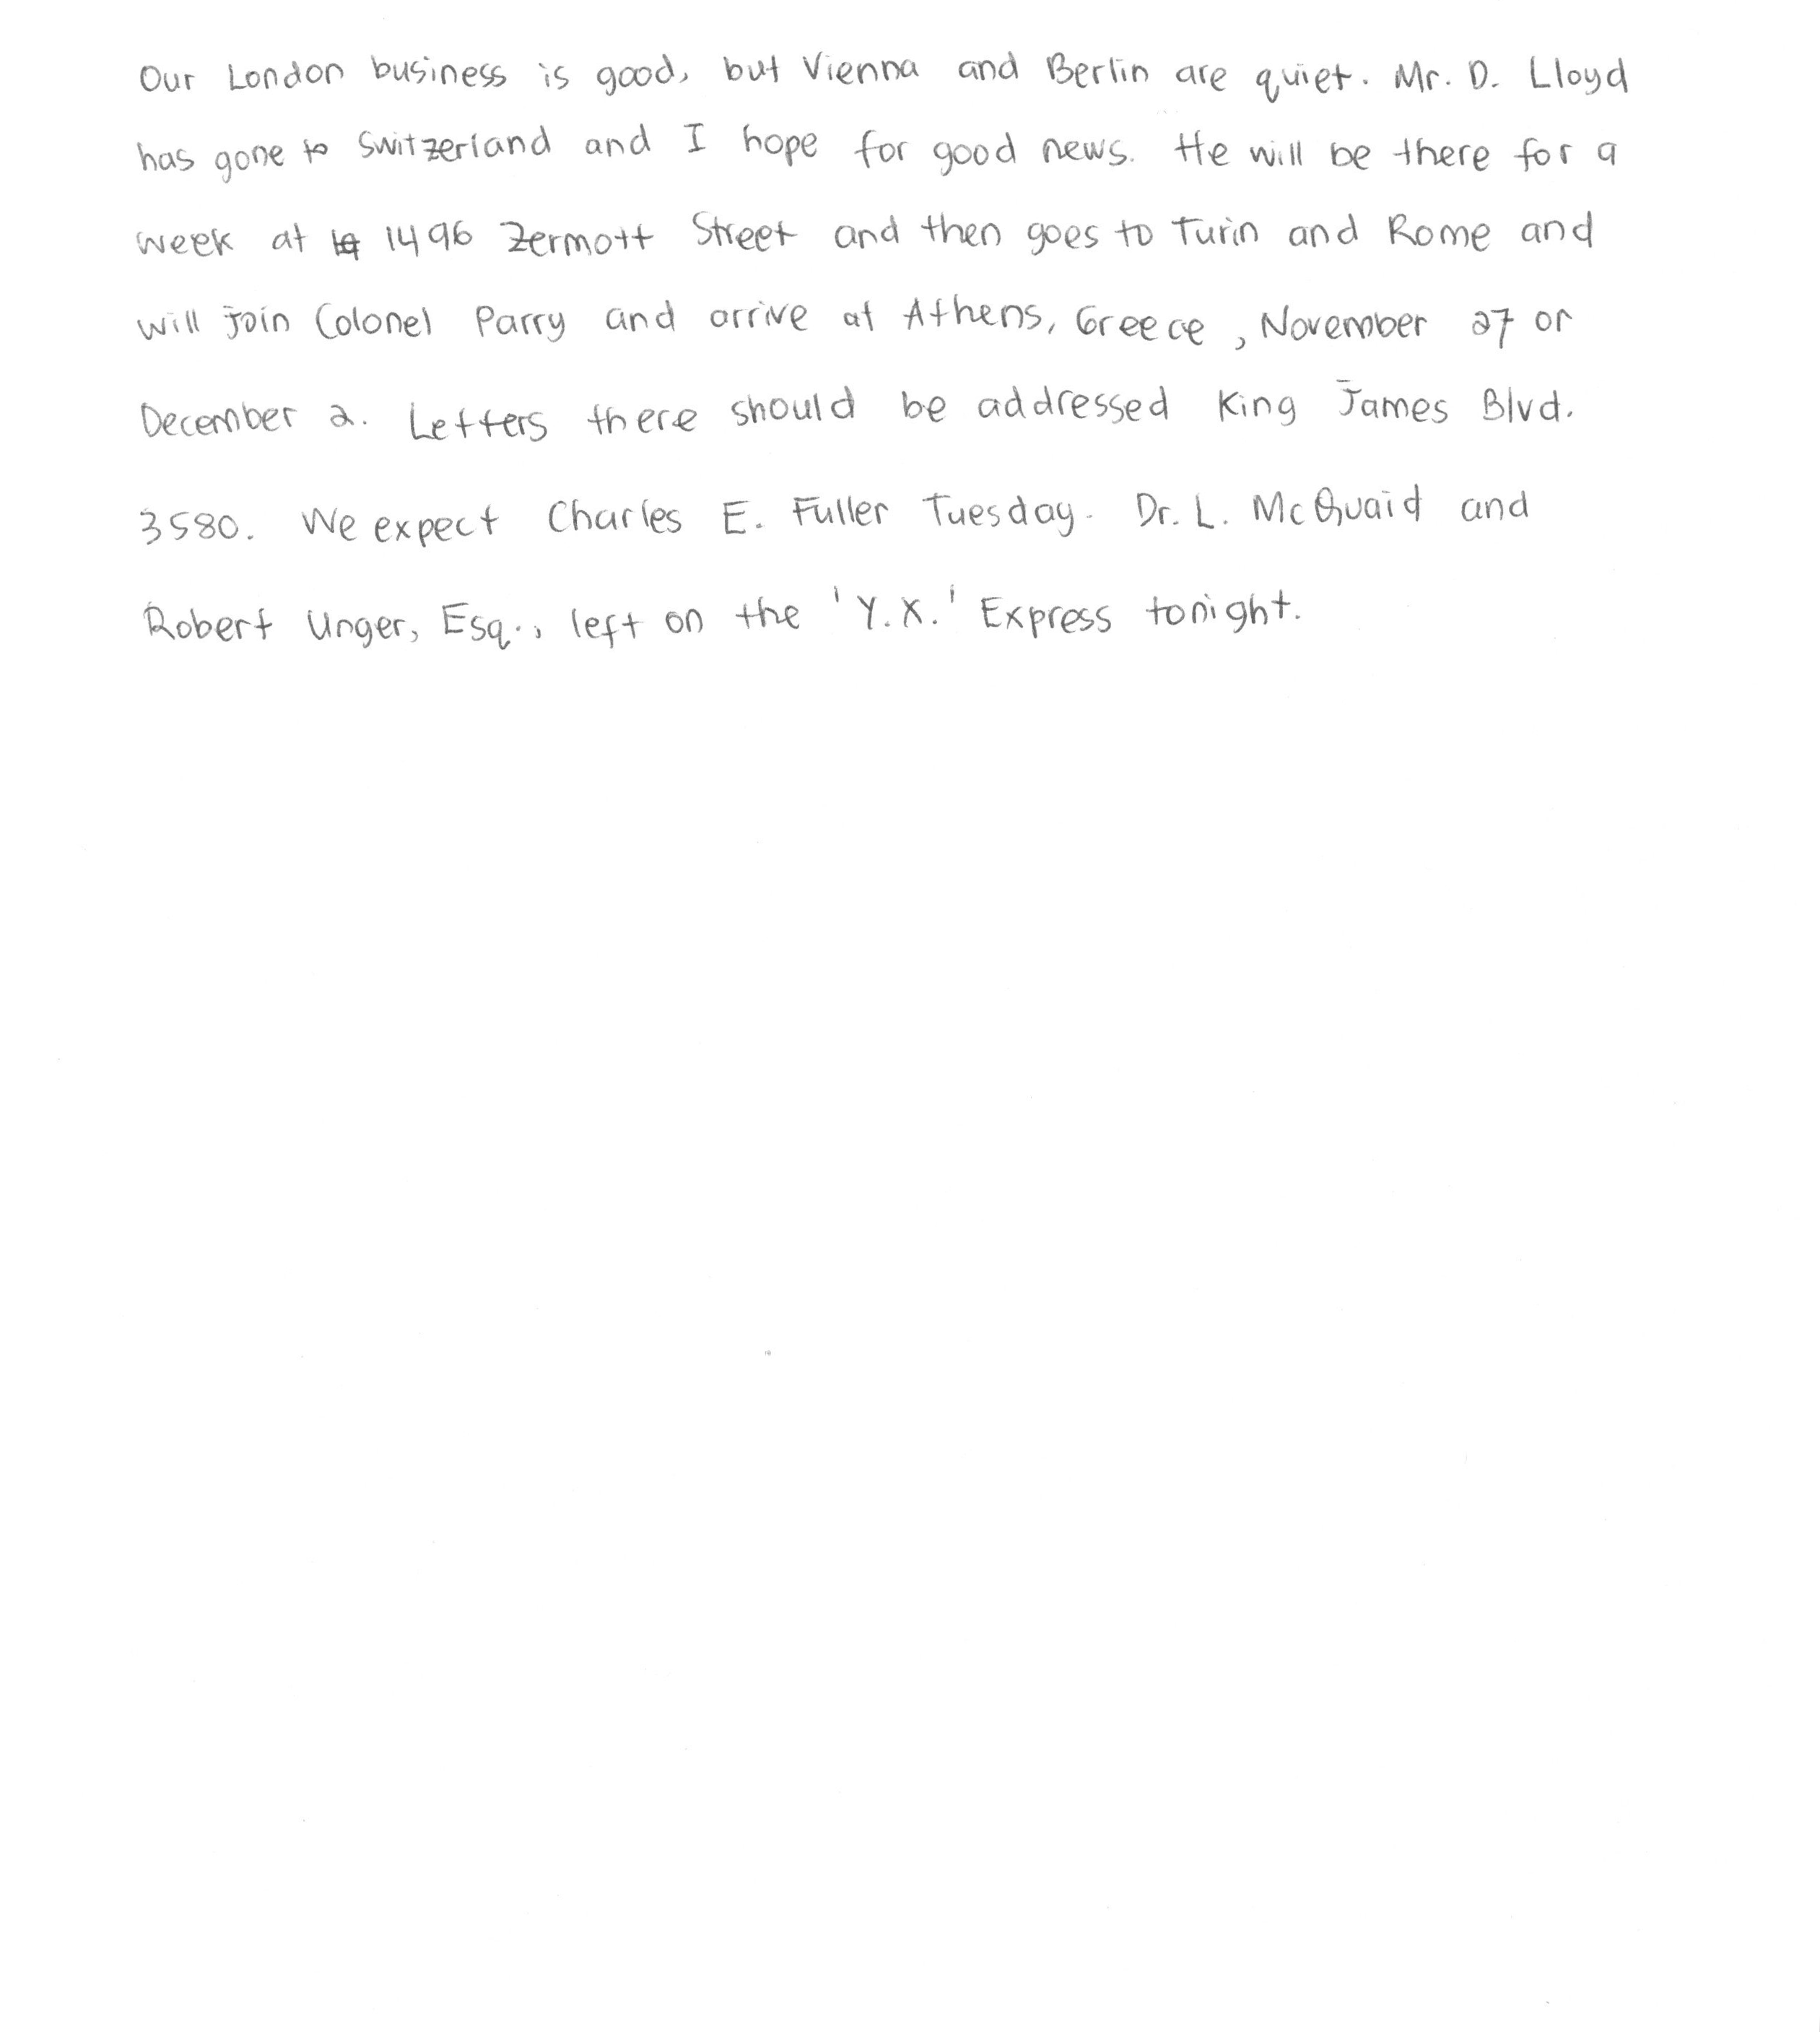 Our London business is good, but Vienna and Berlin are quiet. Mr. D. Lloyd
has gone to Switzerland and I hope for good news. He will be there for a
week at 1496 Zermott Street and then goes to Turin and Rome and
will join Colonel Parry and arrive at Athens, Greece, November 27 or
December 2. Letters there should be addressed King James Blvd.
3580. We expect Charles E. Fuller Tuesday. Dr. L. McQuaid and
Robert Unger, Esq., left on the 'Y.X.' Express tonight.